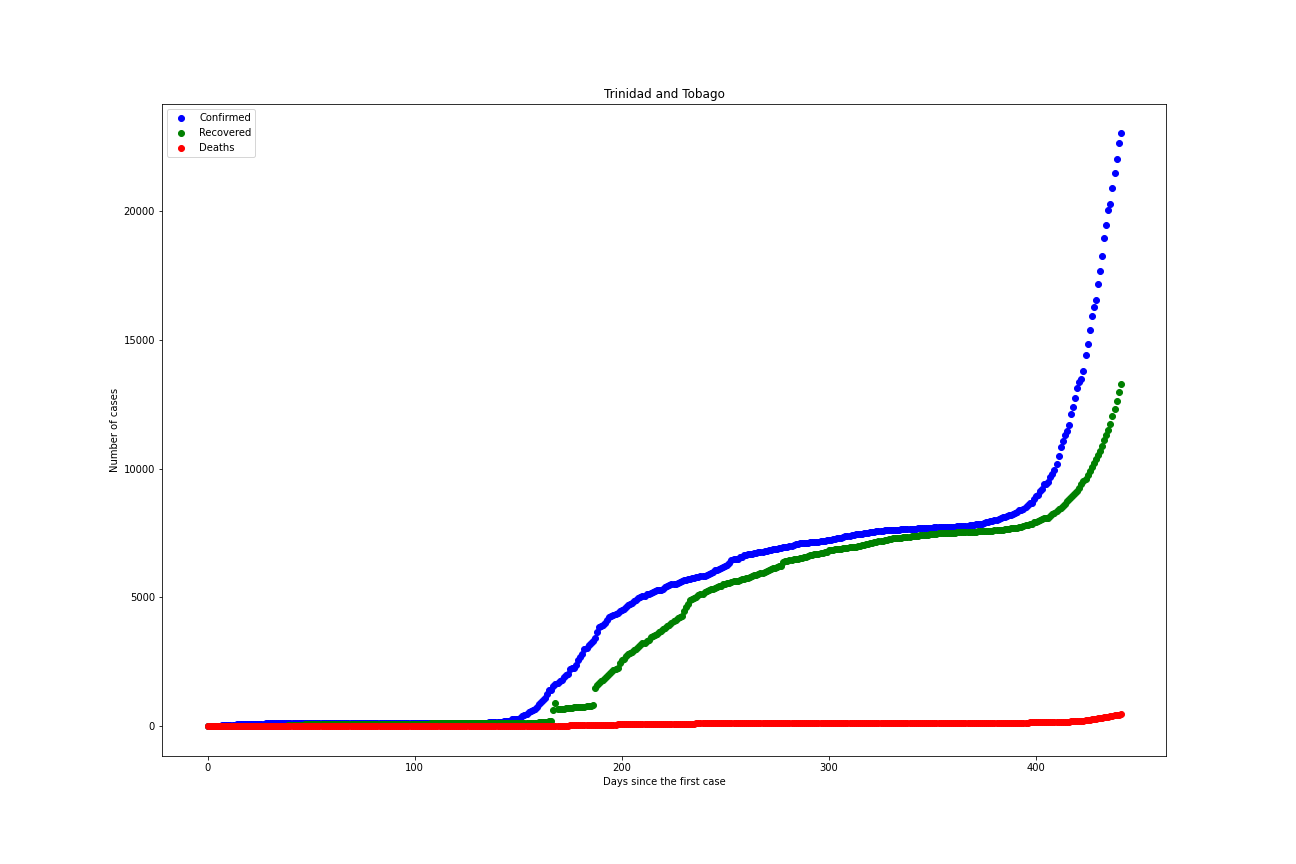 Trinidad and Tobago
Confirmed
Recovered
Deaths
Number of cases
20000
15000
10000
5000
0
0 100 200 300 400
Days since the first case